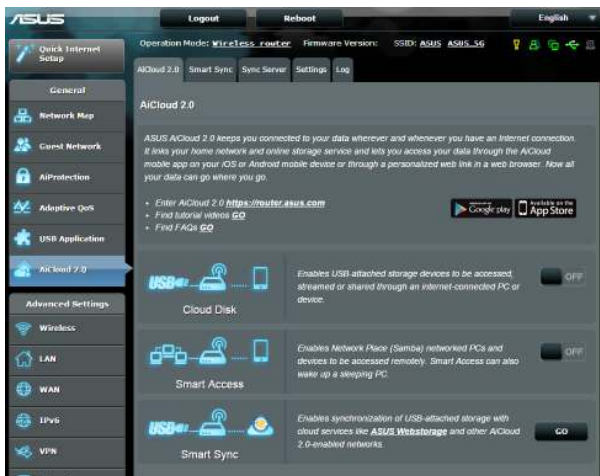 ASUS
Logout
Reboot
English
Quick Internet Setup
Operation Mode: Wireless router Firmware Version: SSID: ASUS ASUS_5G
AiCloud 2.0 Smart Sync Sync Server Settings Log
General
Network Map
Guest Network
AiProtection
Adaptive QoS
USB Application
AiCloud 2.0
Advanced Settings
Wireless
LAN
WAN
IPv6
VPN
AiCloud 2.0
ASUS AiCloud 2.0 keeps you connected to your data wherever and whenever you have an Internet connection.
It links your home network and online storage service and lets you access your data through the AiCloud
mobile app on your iOS or Android mobile device or through a personalized web link in a web browser. Now all
your data can go where you go.
• Enter AiCloud 2.0 https://router.asus.com
• Find tutorial videos GO
• Find FAQs GO
Google play
Available on the
App Store
USB
Cloud Disk
Enables USB-attached storage devices to be accessed,
streamed or shared through an internet-connected PC or
device.
OFF
Smart Access
Enables Network Place (Samba) networked PCs and
devices to be accessed remotely. Smart Access can also
wake up a sleeping PC.
OFF
USB
Smart Sync
Enables synchronization of USB-attached storage with
cloud services like ASUS Webstorage and other AiCloud
2.0-enabled networks.
GO